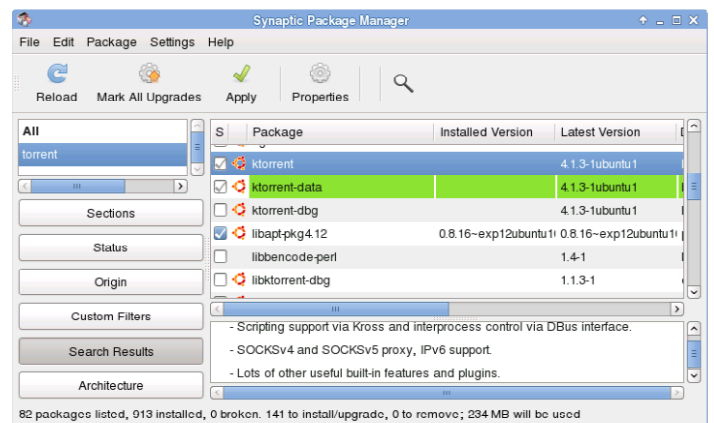 Synaptic Package Manager
File Edit Package Settings Help
Reload Mark All Upgrades Apply Properties
All
torrent
Sections
Status
Origin
Custom Filters
Search Results
Architecture
S Package Installed Version Latest Version
ktorrent 4.1.3-1ubuntu1
ktorrent-data 4.1.3-1ubuntu1
ktorrent-dbg 4.1.3-1ubuntu1
libapt-pkg4.12 0.8.16~exp12ubuntu1 0.8.16~exp12ubuntu1
libbencode-perl 1.4-1
libktorrent-dbg 1.1.3-1
- Scripting support via Kross and interprocess control via DBus interface.
- SOCKSv4 and SOCKSv5 proxy, IPv6 support.
- Lots of other useful built-in features and plugins.
82 packages listed, 913 installed, 0 broken. 141 to install/upgrade, 0 to remove; 234 MB will be used